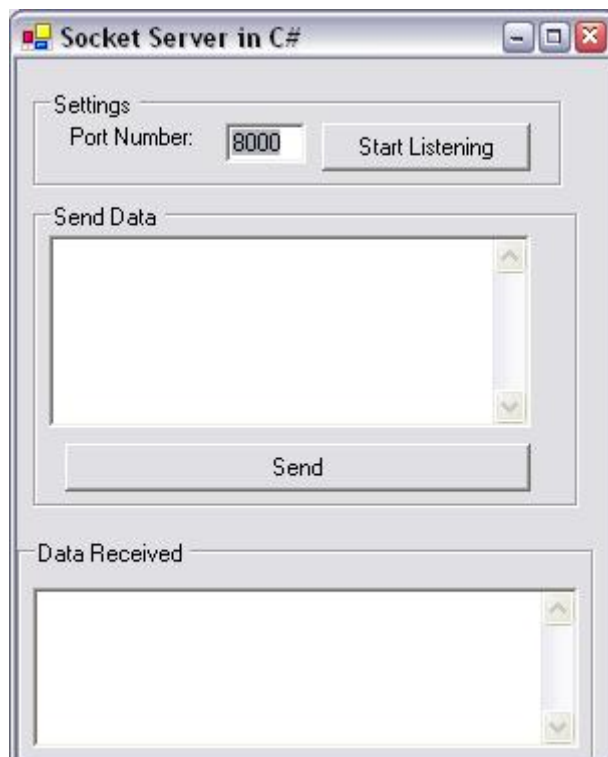 Socket Server in C#
Settings
Port Number: 8000 Start Listening
Send Data
Send
Data Received